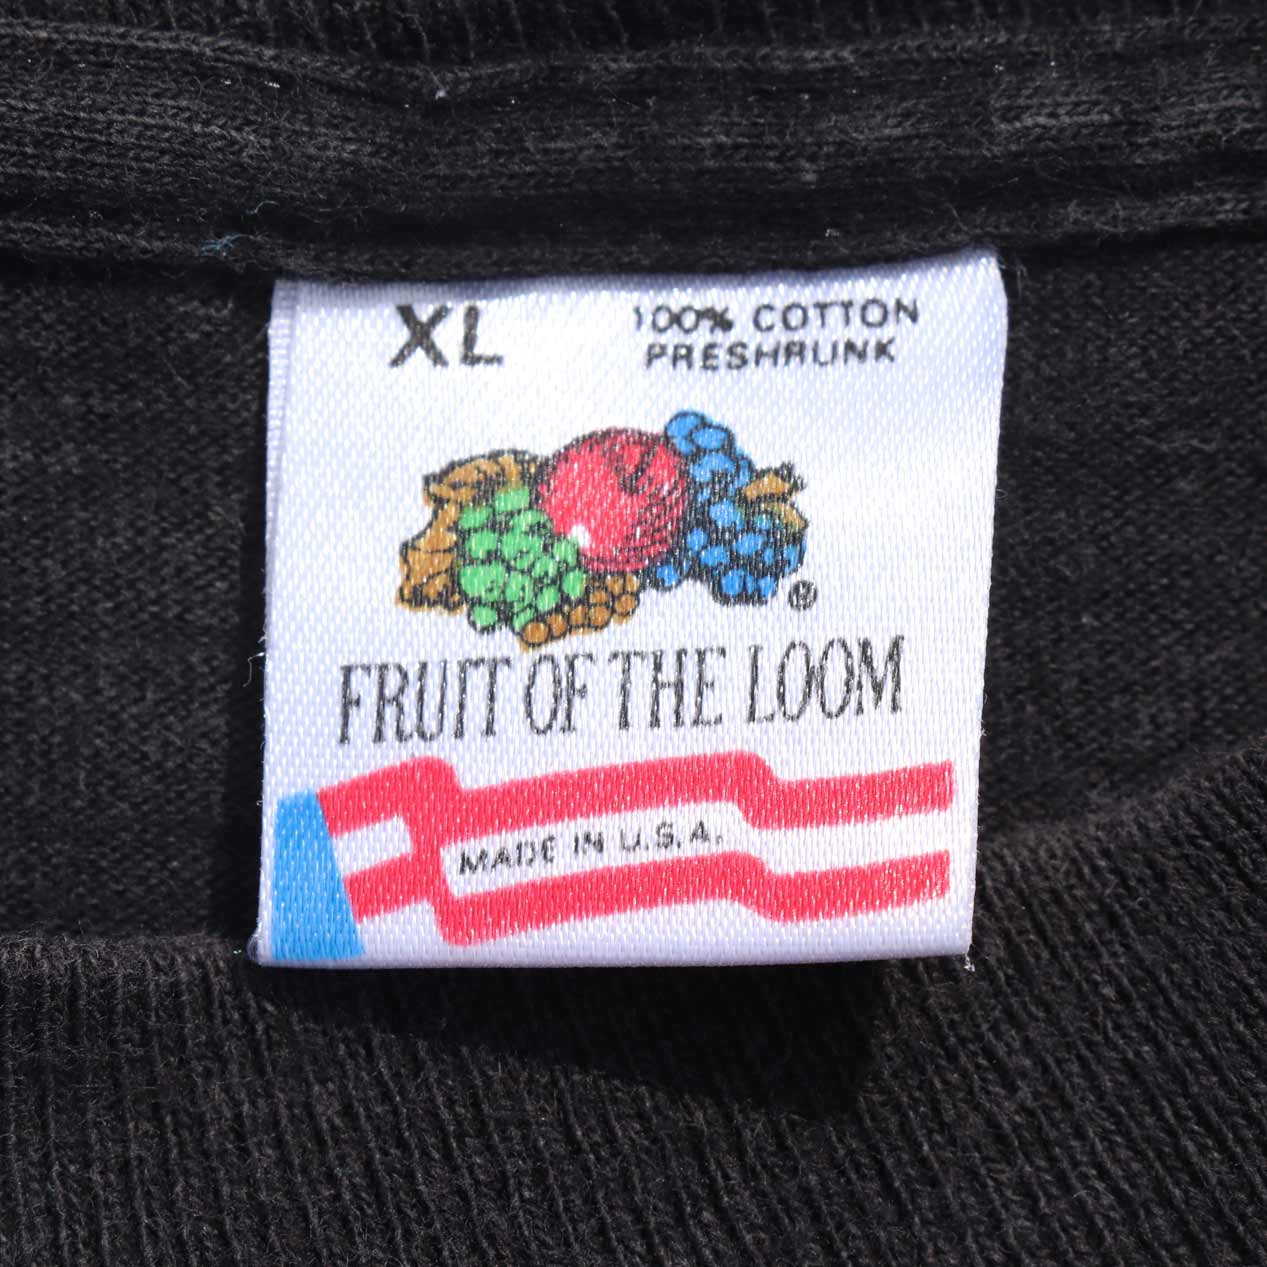 XL
100% COTTON
PRESHRUNK
®
FRUIT OF THE LOOM
MADE IN U.S.A.